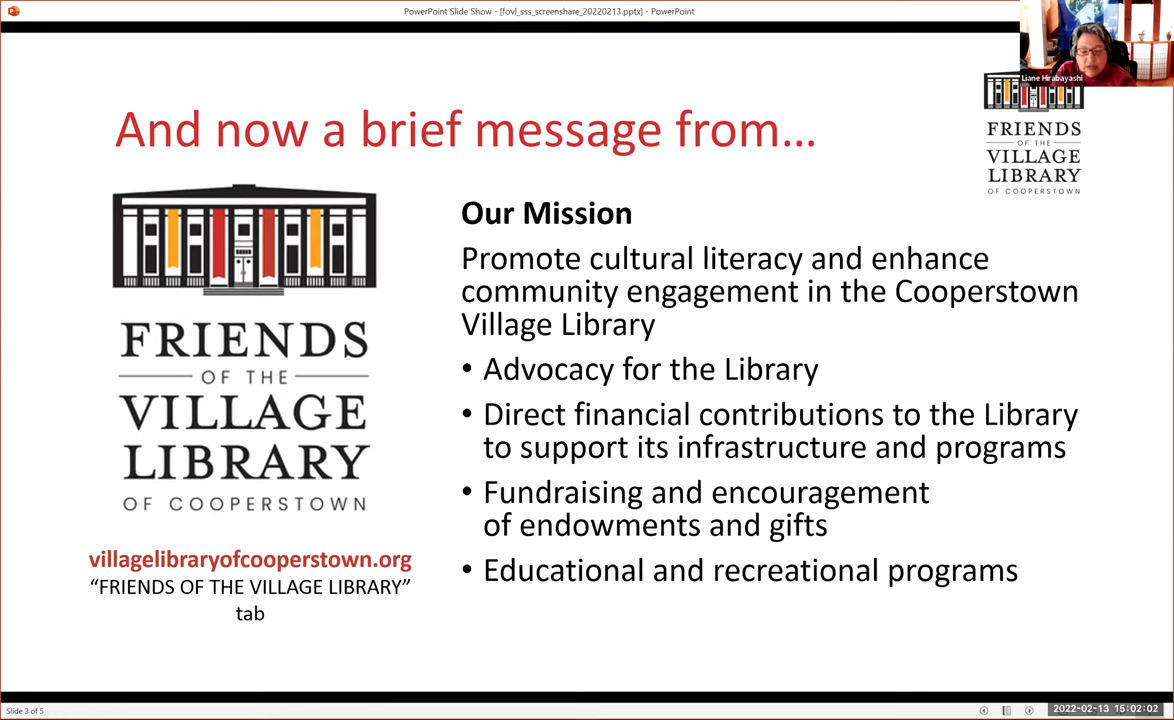 PowerPoint Slide Show - [fovl_sss_screenshare_20220213.pptx] - PowerPoint
Liane Hirabayashi
FRIENDS
OF THE
VILLAGE
LIBRARY
OF COOPERSTOWN
And now a brief message from...
FRIENDS
OF THE
VILLAGE
LIBRARY
OF COOPERSTOWN
villagelibraryofcooperstown.org
“FRIENDS OF THE VILLAGE LIBRARY”
tab
Our Mission
Promote cultural literacy and enhance
community engagement in the Cooperstown
Village Library
• Advocacy for the Library
• Direct financial contributions to the Library
to support its infrastructure and programs
• Fundraising and encouragement
of endowments and gifts
• Educational and recreational programs
Slide 3 of 5
2022-02-13 15:02:02